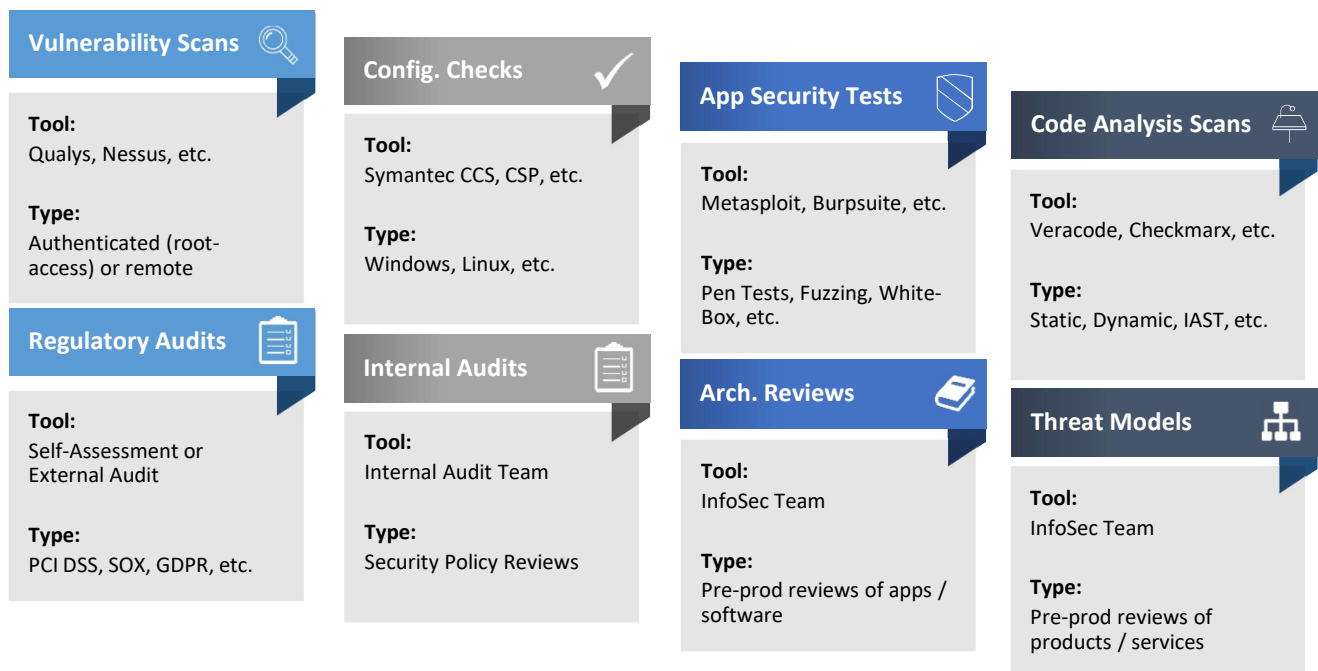 Vulnerability Scans
Tool:
Qualys, Nessus, etc.
Type:
Authenticated (root-
access) or remote
Config. Checks
Tool:
Symantec CCS, CSP, etc.
Type:
Windows, Linux, etc.
App Security Tests
Tool:
Metasploit, Burpsuite, etc.
Type:
Pen Tests, Fuzzing, White-
Box, etc.
Code Analysis Scans
Tool:
Veracode, Checkmarx, etc.
Type:
Static, Dynamic, IAST, etc.
Regulatory Audits
Tool:
Self-Assessment or
External Audit
Type:
PCI DSS, SOX, GDPR, etc.
Internal Audits
Tool:
Internal Audit Team
Type:
Security Policy Reviews
Arch. Reviews
Tool:
InfoSec Team
Type:
Pre-prod reviews of apps /
software
Threat Models
Tool:
InfoSec Team
Type:
Pre-prod reviews of
products / services